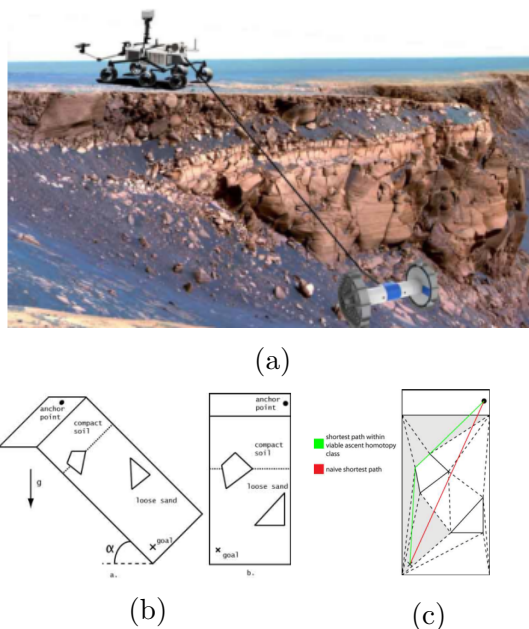 (a)
anchor
point
compact
soil
g
loose sand
goal
α
a.
anchor
point
compact
soil
loose sand
goal
b.
shortest path within
viable ascent homotopy
class
naive shortest path
(b)
(c)